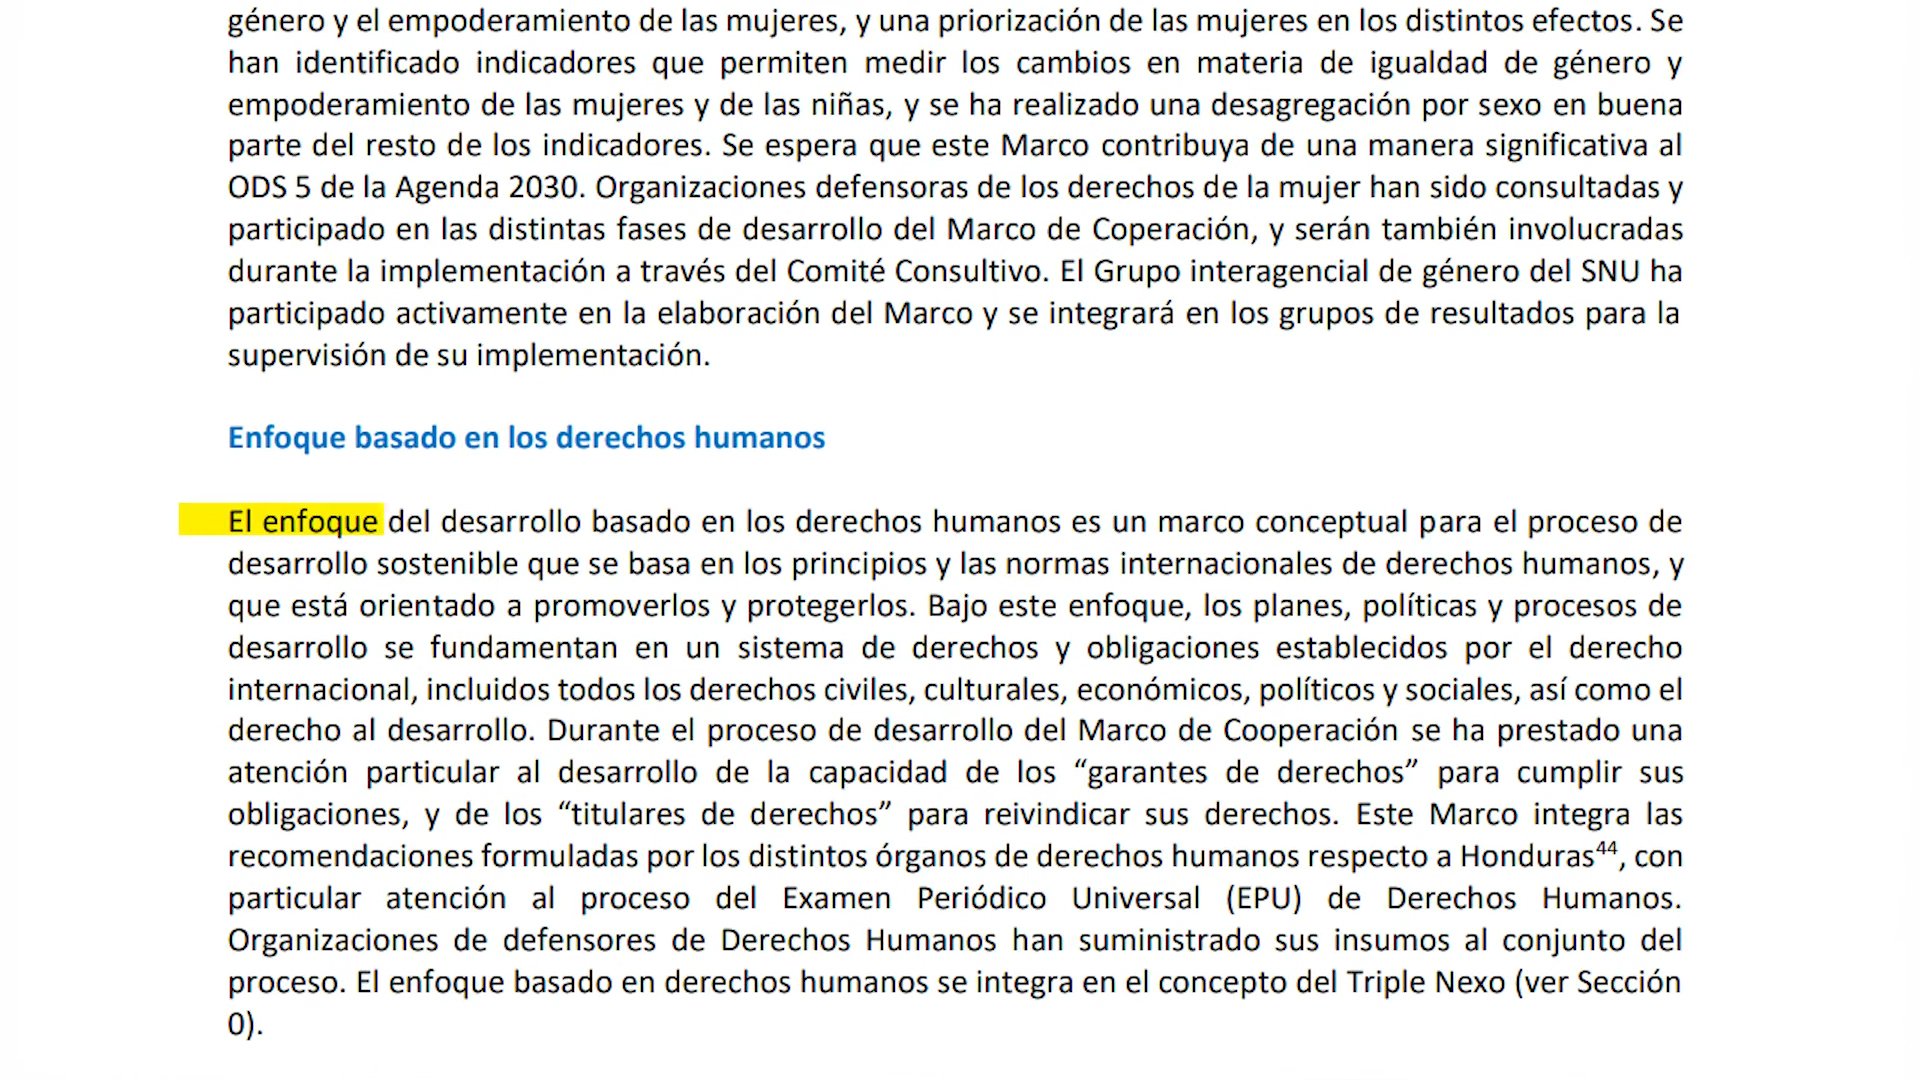 género y el empoderamiento de las mujeres, y una priorización de las mujeres en los distintos efectos. Se
han identificado indicadores que permiten medir los cambios en materia de igualdad de género y
empoderamiento de las mujeres y de las niñas, y se ha realizado una desagregación por sexo en buena
parte del resto de los indicadores. Se espera que este Marco contribuya de una manera significativa al
ODS 5 de la Agenda 2030. Organizaciones defensoras de los derechos de la mujer han sido consultadas y
participado en las distintas fases de desarrollo del Marco de Coperación, y serán también involucradas
durante la implementación a través del Comité Consultivo. El Grupo interagencial de género del SNU ha
participado activamente en la elaboración del Marco y se integrará en los grupos de resultados para la
supervisión de su implementación.
Enfoque basado en los derechos humanos
El enfoque del desarrollo basado en los derechos humanos es un marco conceptual para el proceso de
desarrollo sostenible que se basa en los principios y las normas internacionales de derechos humanos, y
que está orientado a promoverlos y protegerlos. Bajo este enfoque, los planes, políticas y procesos de
desarrollo se fundamentan en un sistema de derechos y obligaciones establecidos por el derecho
internacional, incluidos todos los derechos civiles, culturales, económicos, políticos y sociales, así como el
derecho al desarrollo. Durante el proceso de desarrollo del Marco de Cooperación se ha prestado una
atención particular al desarrollo de la capacidad de los “garantes de derechos” para cumplir sus
obligaciones, y de los “titulares de derechos” para reivindicar sus derechos. Este Marco integra las
recomendaciones formuladas por los distintos órganos de derechos humanos respecto a Honduras⁴⁴, con
particular atención al proceso del Examen Periódico Universal (EPU) de Derechos Humanos.
Organizaciones de defensores de Derechos Humanos han suministrado sus insumos al conjunto del
proceso. El enfoque basado en derechos humanos se integra en el concepto del Triple Nexo (ver Sección
0).